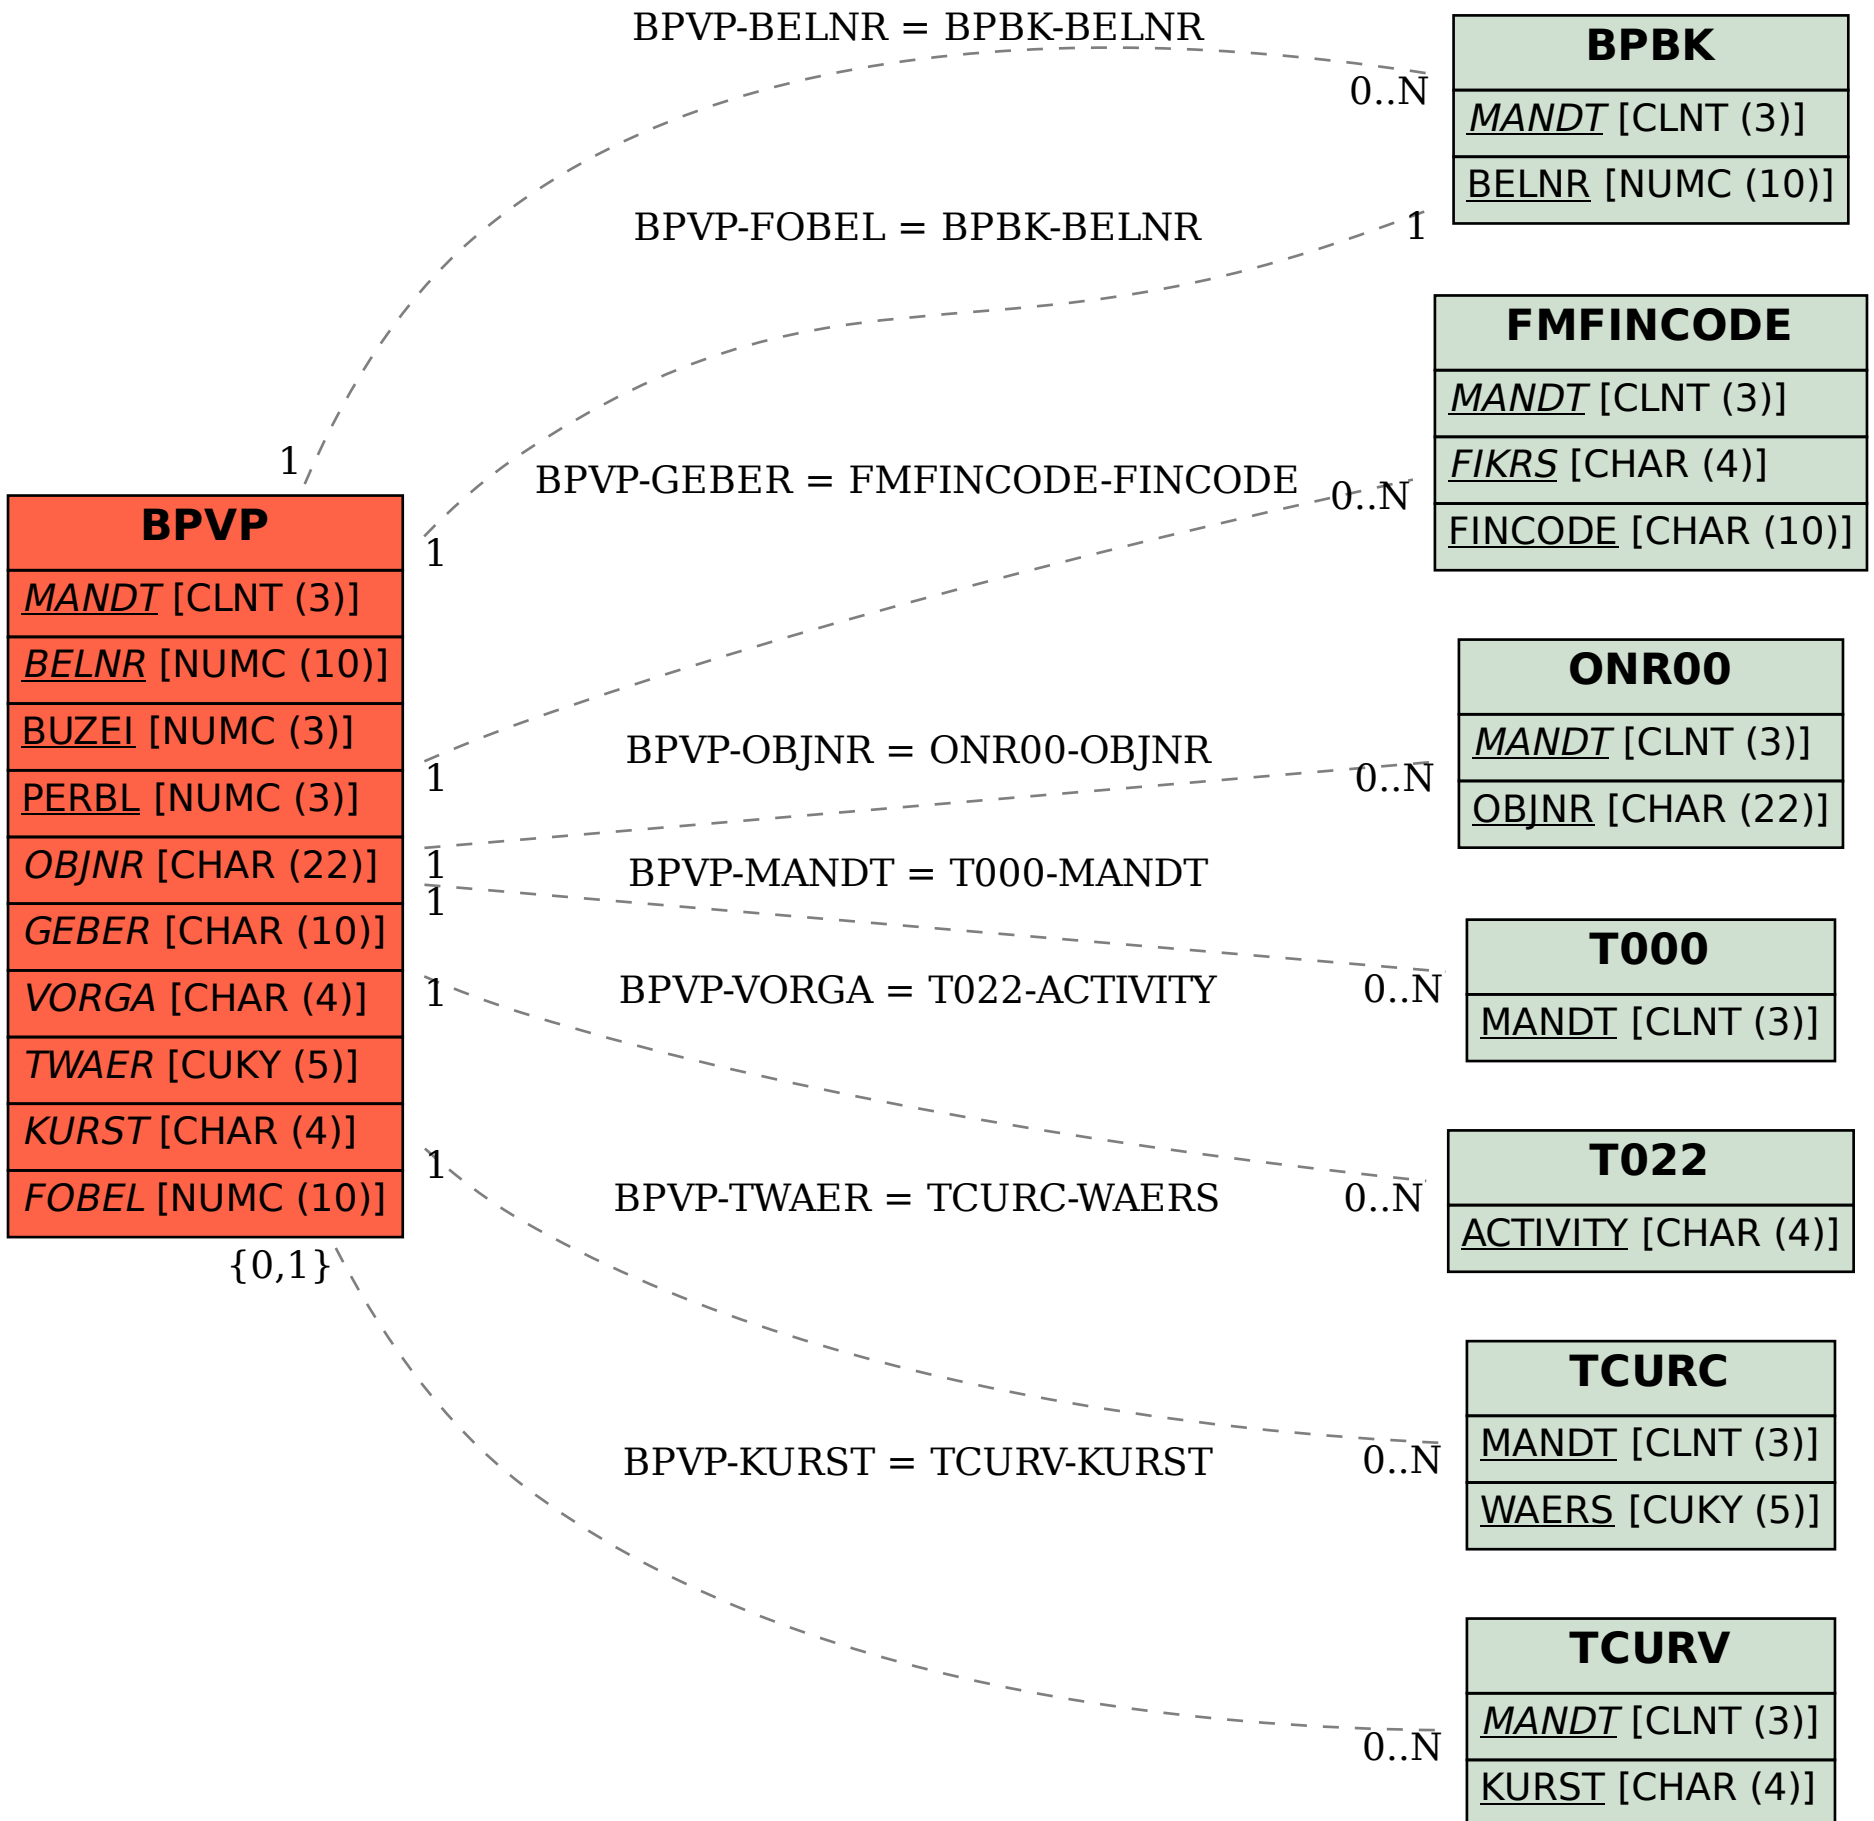 BPVP-BELNR = BPBK-BELNR
0..N
1
BPBK
MANDT [CLNT (3)]
BELNR [NUMC (10)]
BPVP-FOBEL = BPBK-BELNR
1
1
FMFINCODE
MANDT [CLNT (3)]
FIKRS [CHAR (4)]
FINCODE [CHAR (10)]
BPVP-GEBER = FMFINCODE-FINCODE
0..N
1
BPVP
MANDT [CLNT (3)]
BELNR [NUMC (10)]
BUZEI [NUMC (3)]
PERBL [NUMC (3)]
OBJNR [CHAR (22)]
GEBER [CHAR (10)]
VORGA [CHAR (4)]
TWAER [CUKY (5)]
KURST [CHAR (4)]
FOBEL [NUMC (10)]
ONR00
MANDT [CLNT (3)]
OBJNR [CHAR (22)]
BPVP-OBJNR = ONR00-OBJNR
0..N
1
BPVP-MANDT = T000-MANDT
1
0..N
T000
MANDT [CLNT (3)]
BPVP-VORGA = T022-ACTIVITY
1
0..N
T022
ACTIVITY [CHAR (4)]
BPVP-TWAER = TCURC-WAERS
1
0..N
TCURC
MANDT [CLNT (3)]
WAERS [CUKY (5)]
{0,1}
BPVP-KURST = TCURV-KURST
0..N
TCURV
MANDT [CLNT (3)]
KURST [CHAR (4)]